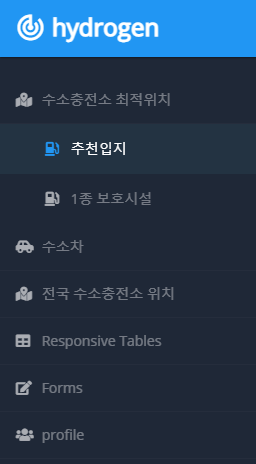 hydrogen
수소충전소 최적위치
추천입지
1종 보호시설
수소차
전국 수소충전소 위치
Responsive Tables
Forms
profile